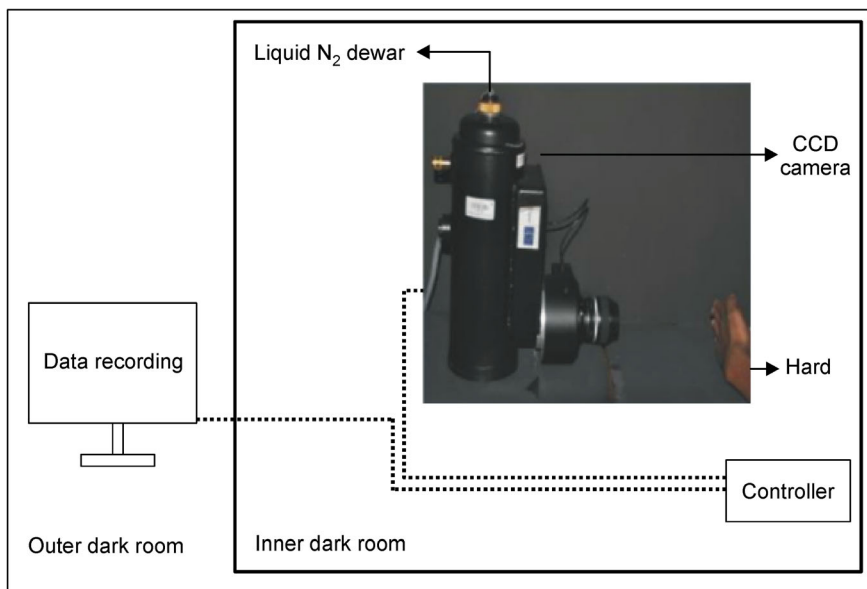 Liquid N₂ dewar
CCD
camera
Data recording
Hard
Controller
Outer dark room
Inner dark room